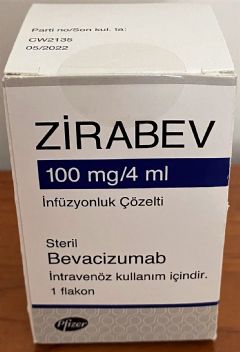 Parti no/Son kul. ta:
CW2135
05/2022
ZİRABEV
100 mg/4 ml
İnfüzyonluk Çözelti
Steril
Bevacizumab
İntravenöz kullanım içindir.
1 flakon
Pfizer